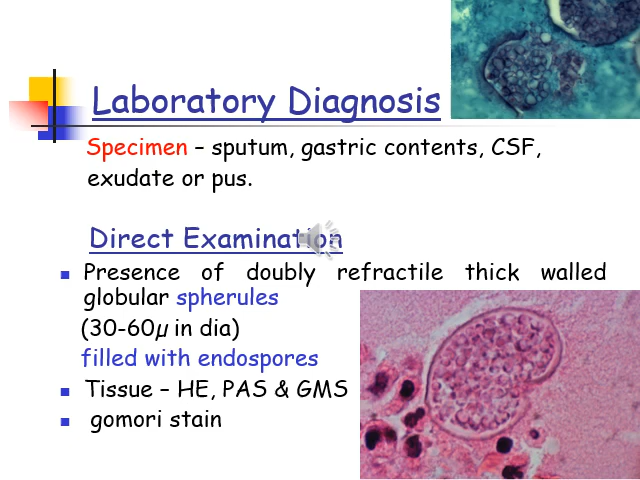 Laboratory Diagnosis
Specimen – sputum, gastric contents, CSF,
exudate or pus.
Direct Examination
Presence of doubly refractile thick walled
globular spherules
(30-60µ in dia)
filled with endospores
Tissue – HE, PAS & GMS
gomori stain